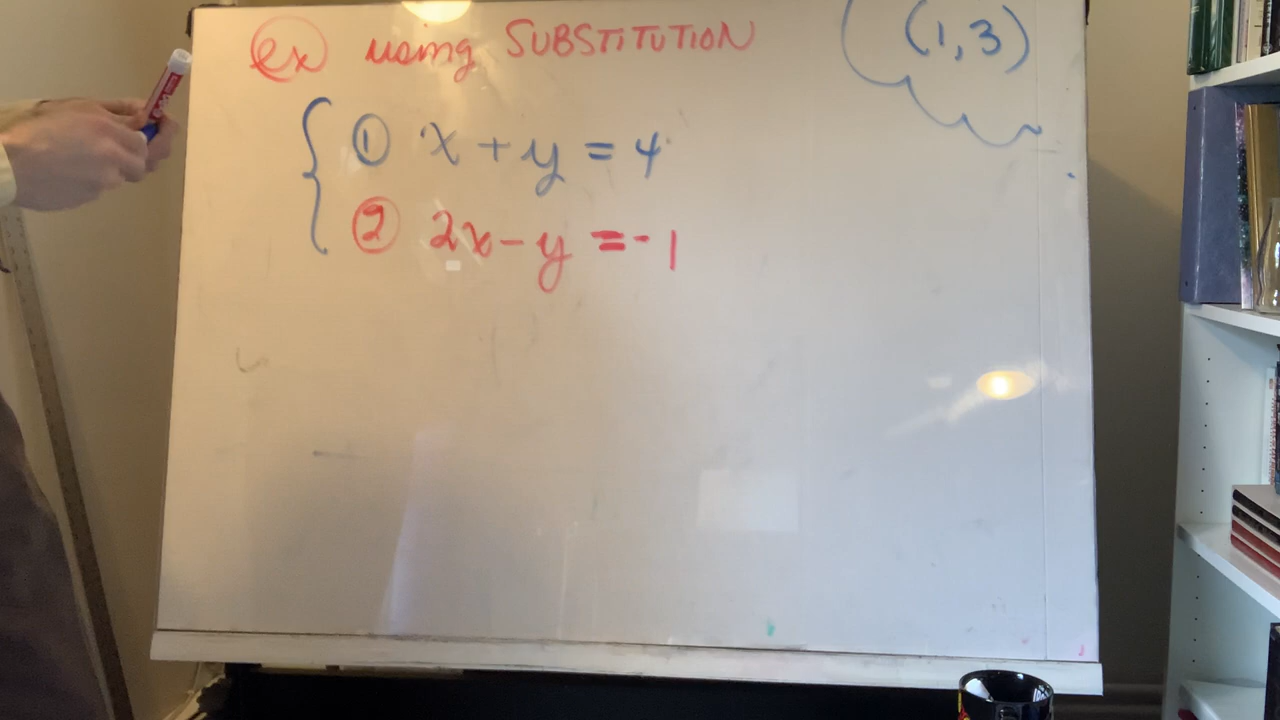 ex using SUBSTITUTION
(1,3)
① x + y = 4
② 2x - y = -1